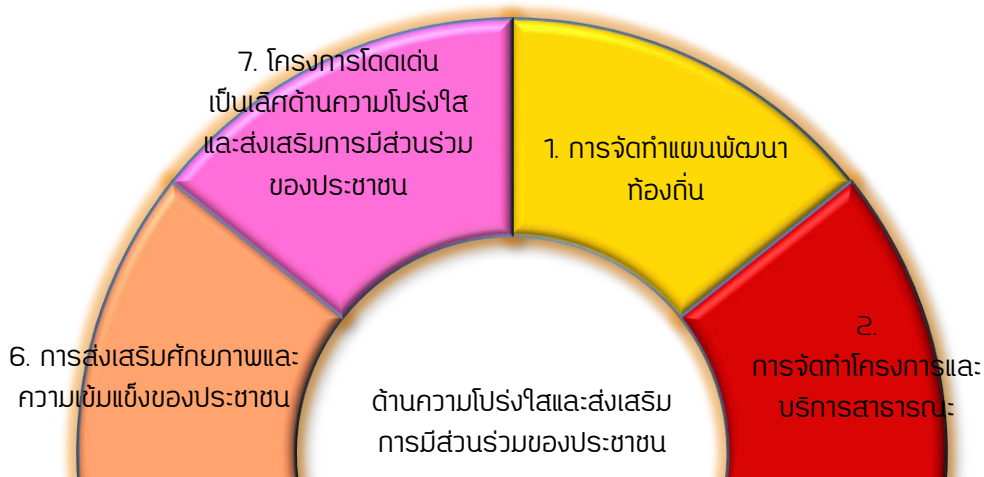 7. โครงการโดดเด่น
เป็นเลิศด้านความโปร่งใส
และส่งเสริมการมีส่วนร่วม
ของประชาชน
1. การจัดทำแผนพัฒนา
ท้องถิ่น
2.
การจัดทำโครงการและ
บริการสาธารณะ
6. การส่งเสริมศักยภาพและ
ความเข้มแข็งของประชาชน
ด้านความโปร่งใสและส่งเสริม
การมีส่วนร่วมของประชาชน